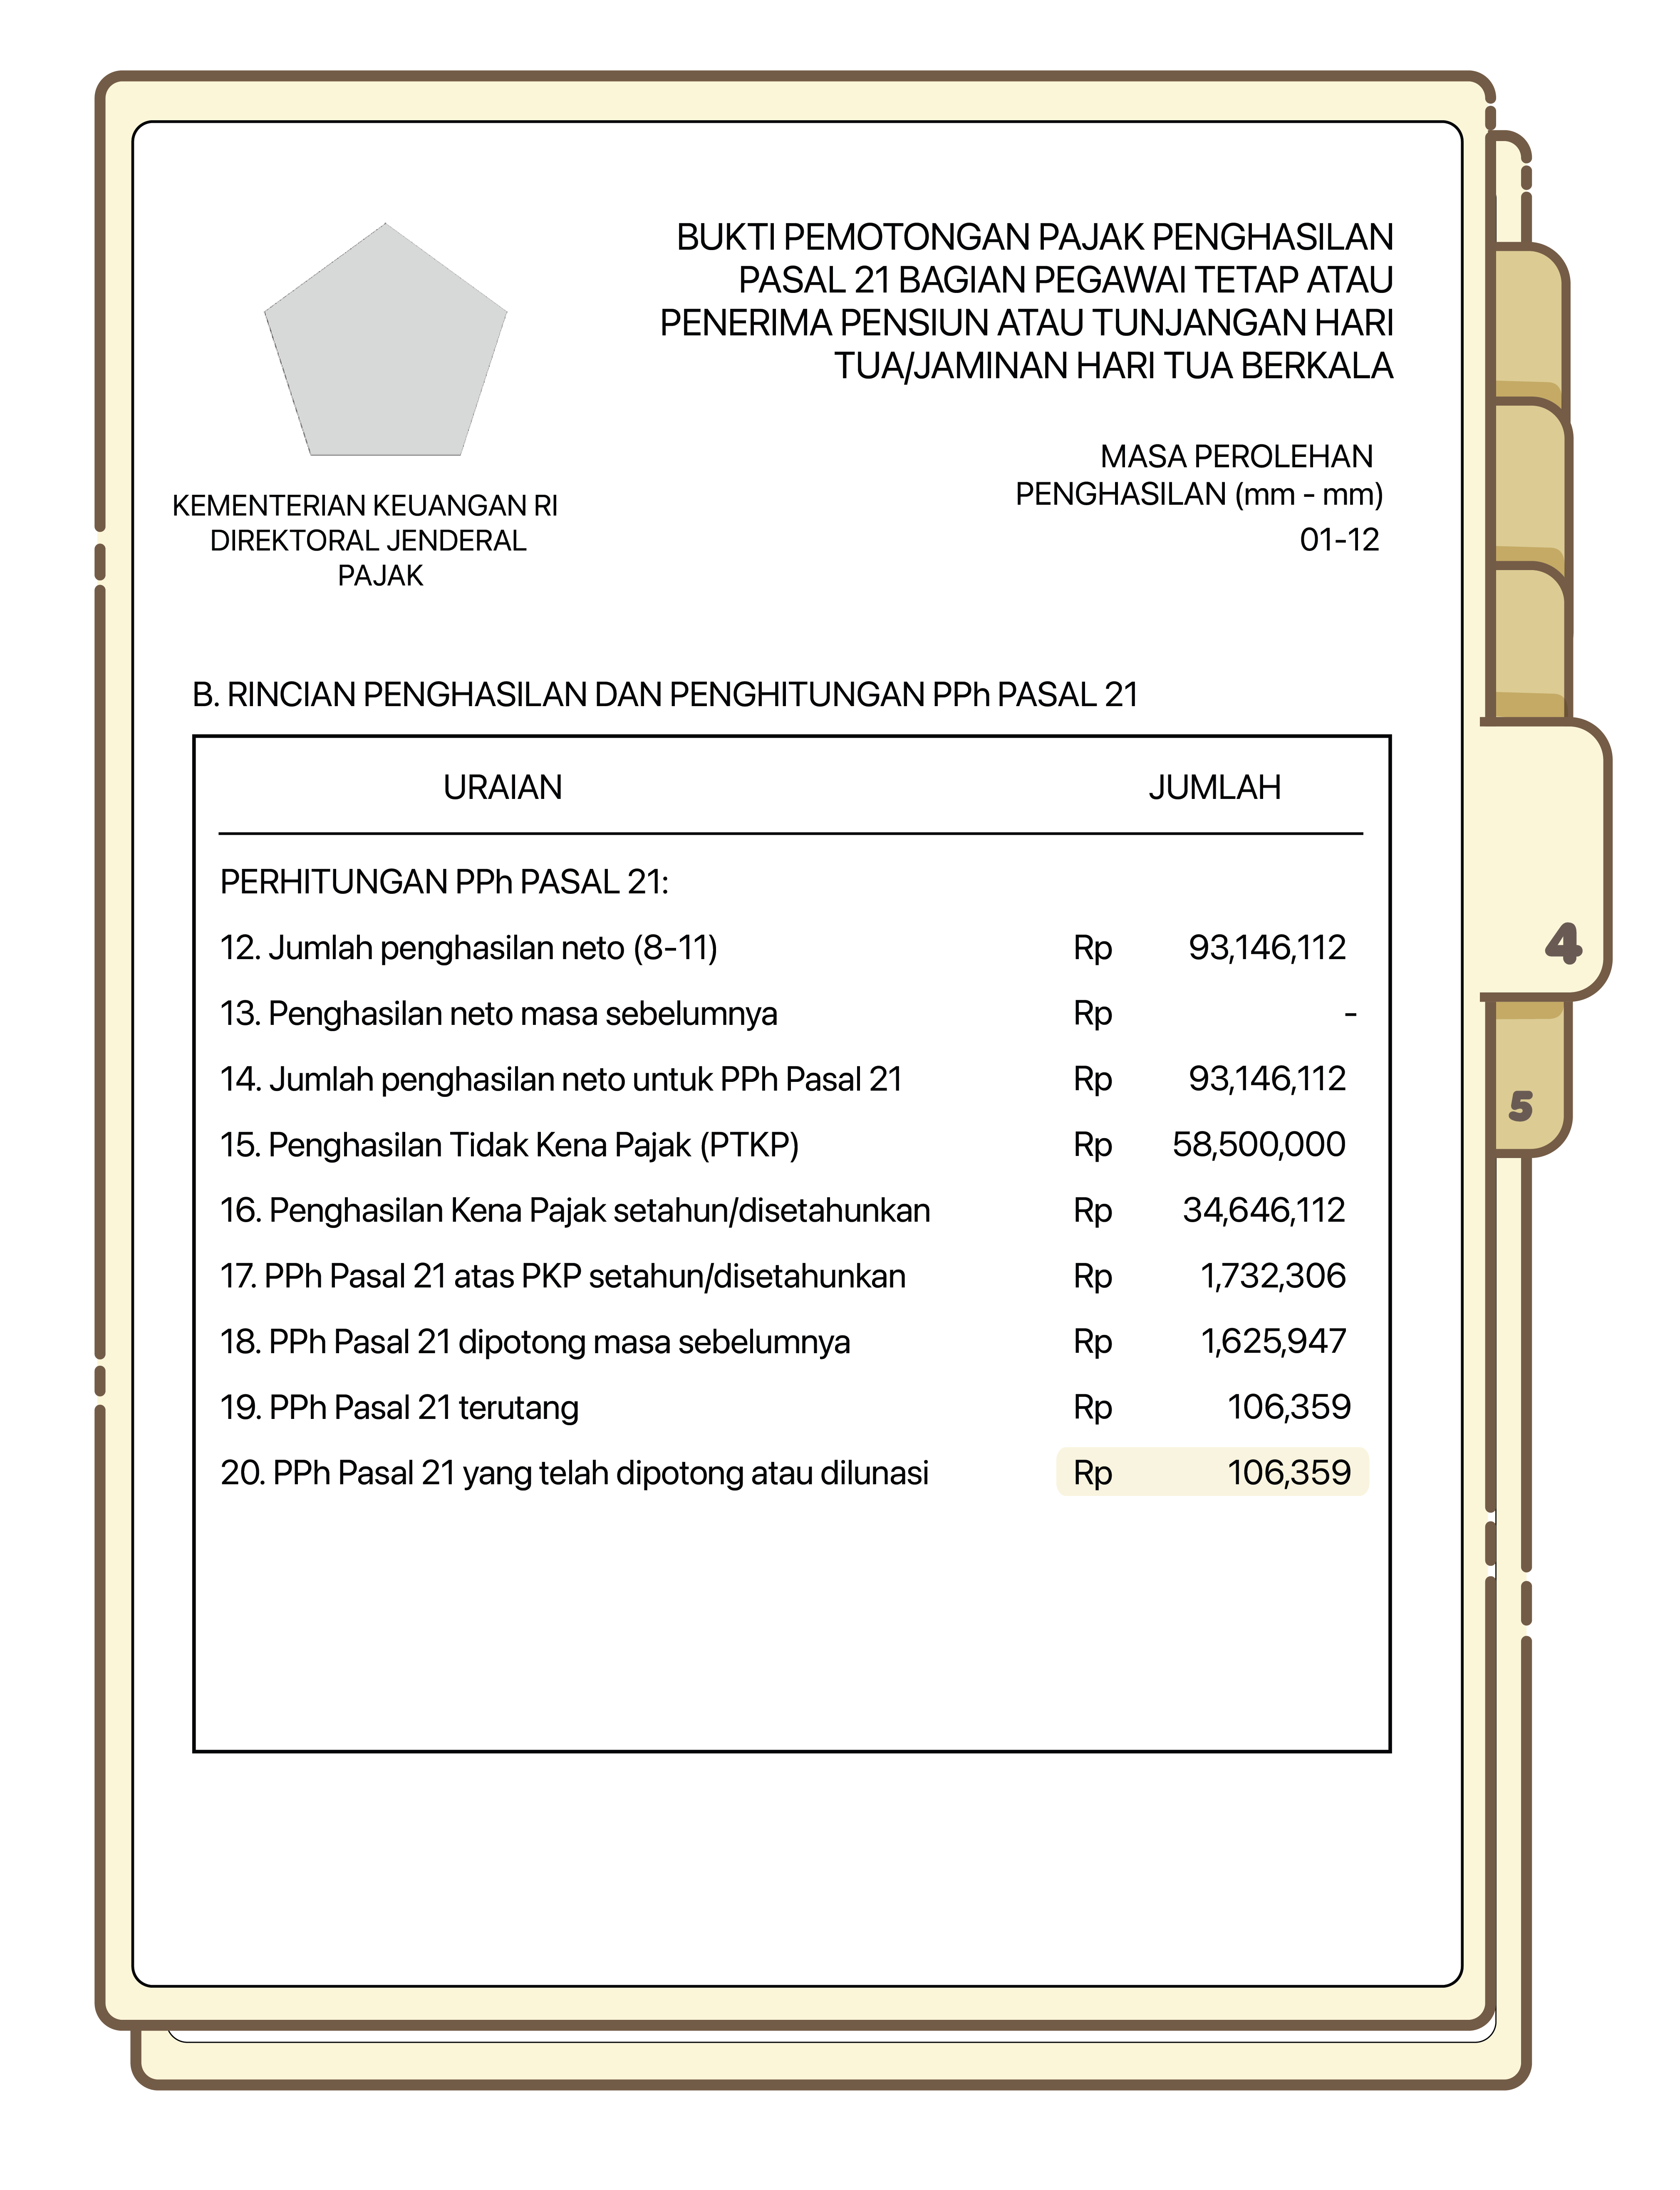 BUKTI PEMOTONGAN PAJAK PENGHASILAN
PASAL 21 BAGIAN PEGAWAI TETAP ATAU
PENERIMA PENSIUN ATAU TUNJANGAN HARI
TUA/JAMINAN HARI TUA BERKALA
MASA PEROLEHAN
PENGHASILAN (mm - mm)
01-12
KEMENTERIAN KEUANGAN RI
DIREKTORAL JENDERAL
PAJAK
B. RINCIAN PENGHASILAN DAN PENGHITUNGAN PPh PASAL 21
URAIAN JUMLAH
PERHITUNGAN PPh PASAL 21:
12. Jumlah penghasilan neto (8-11) Rp 93,146,112
13. Penghasilan neto masa sebelumnya Rp -
14. Jumlah penghasilan neto untuk PPh Pasal 21 Rp 93,146,112
15. Penghasilan Tidak Kena Pajak (PTKP) Rp 58,500,000
16. Penghasilan Kena Pajak setahun/disetahunkan Rp 34,646,112
17. PPh Pasal 21 atas PKP setahun/disetahunkan Rp 1,732,306
18. PPh Pasal 21 dipotong masa sebelumnya Rp 1,625,947
19. PPh Pasal 21 terutang Rp 106,359
20. PPh Pasal 21 yang telah dipotong atau dilunasi Rp 106,359
4
5